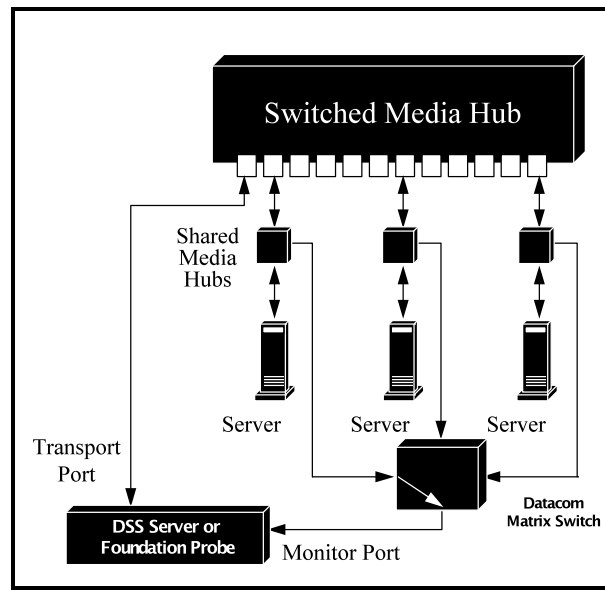 Switched Media Hub
Shared
Media
Hubs
Server
Server
Server
Transport
Port
Datacom
Matrix Switch
DSS Server or
Foundation Probe
Monitor Port